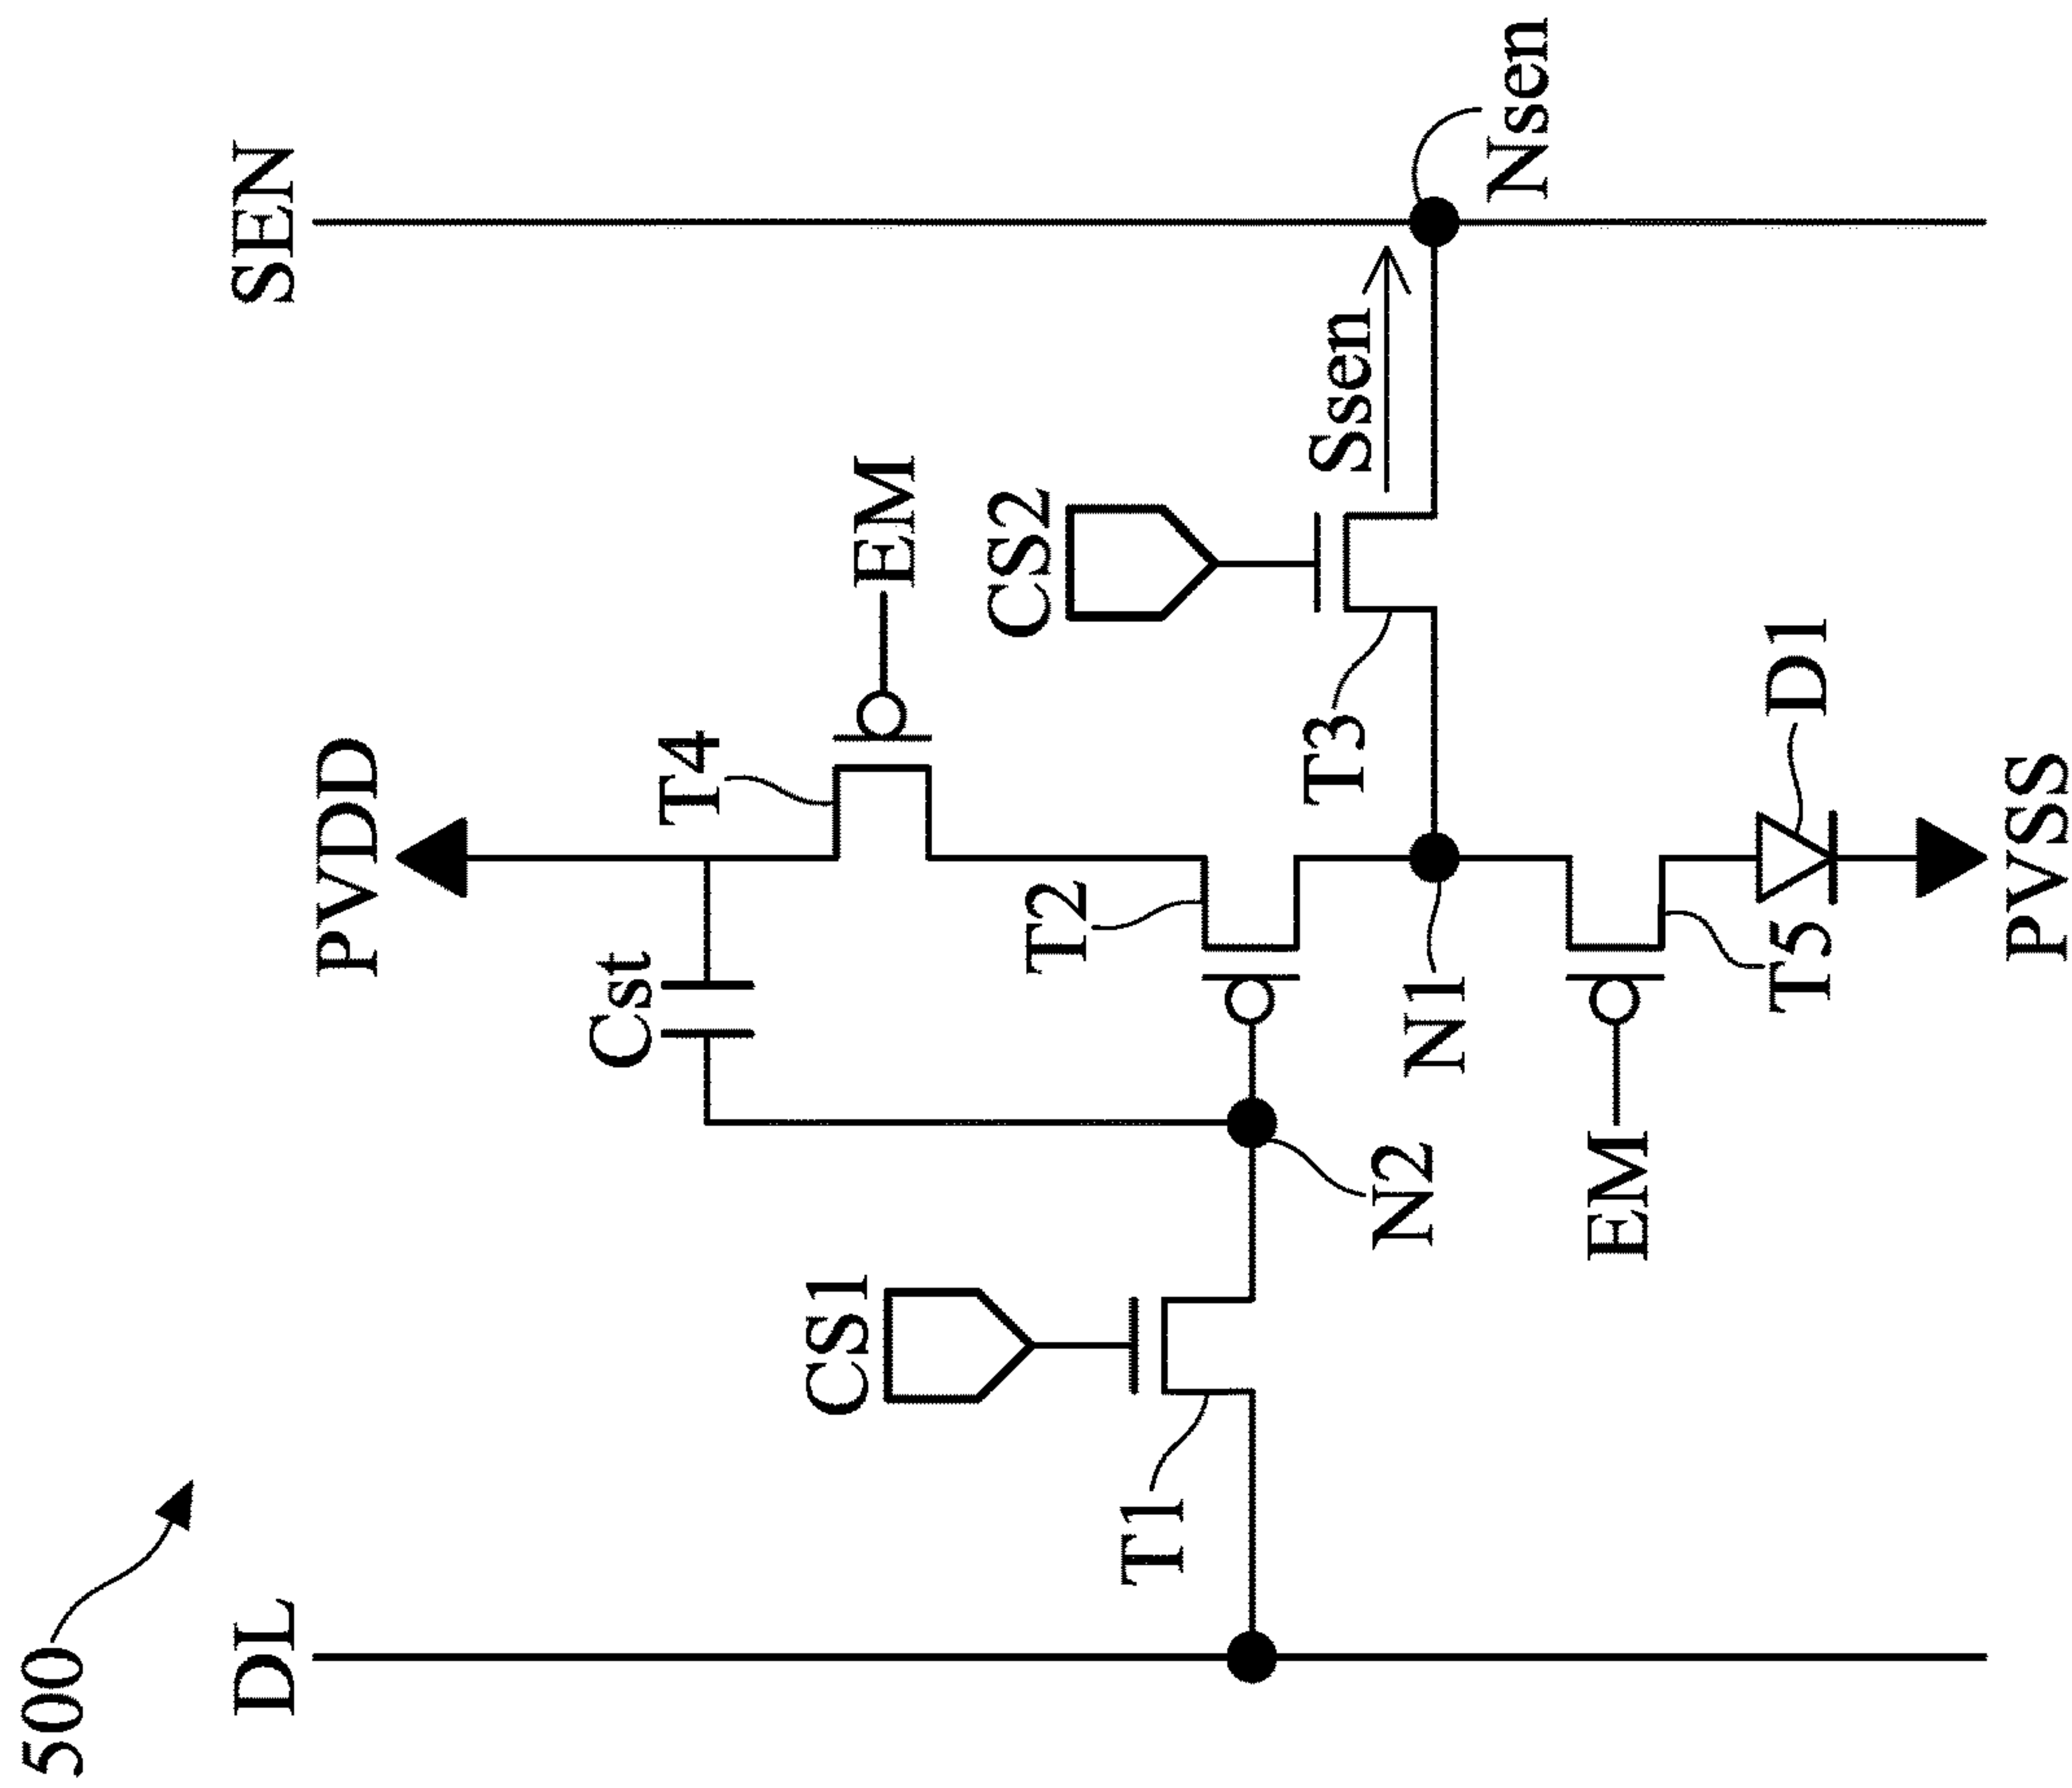 500
DL
SEN
PVDD
Cst
T4
EM
CS1
CS2
T2
T1
T3
Ssen
N2
N1
Nsen
EM
T5
D1
PVSS